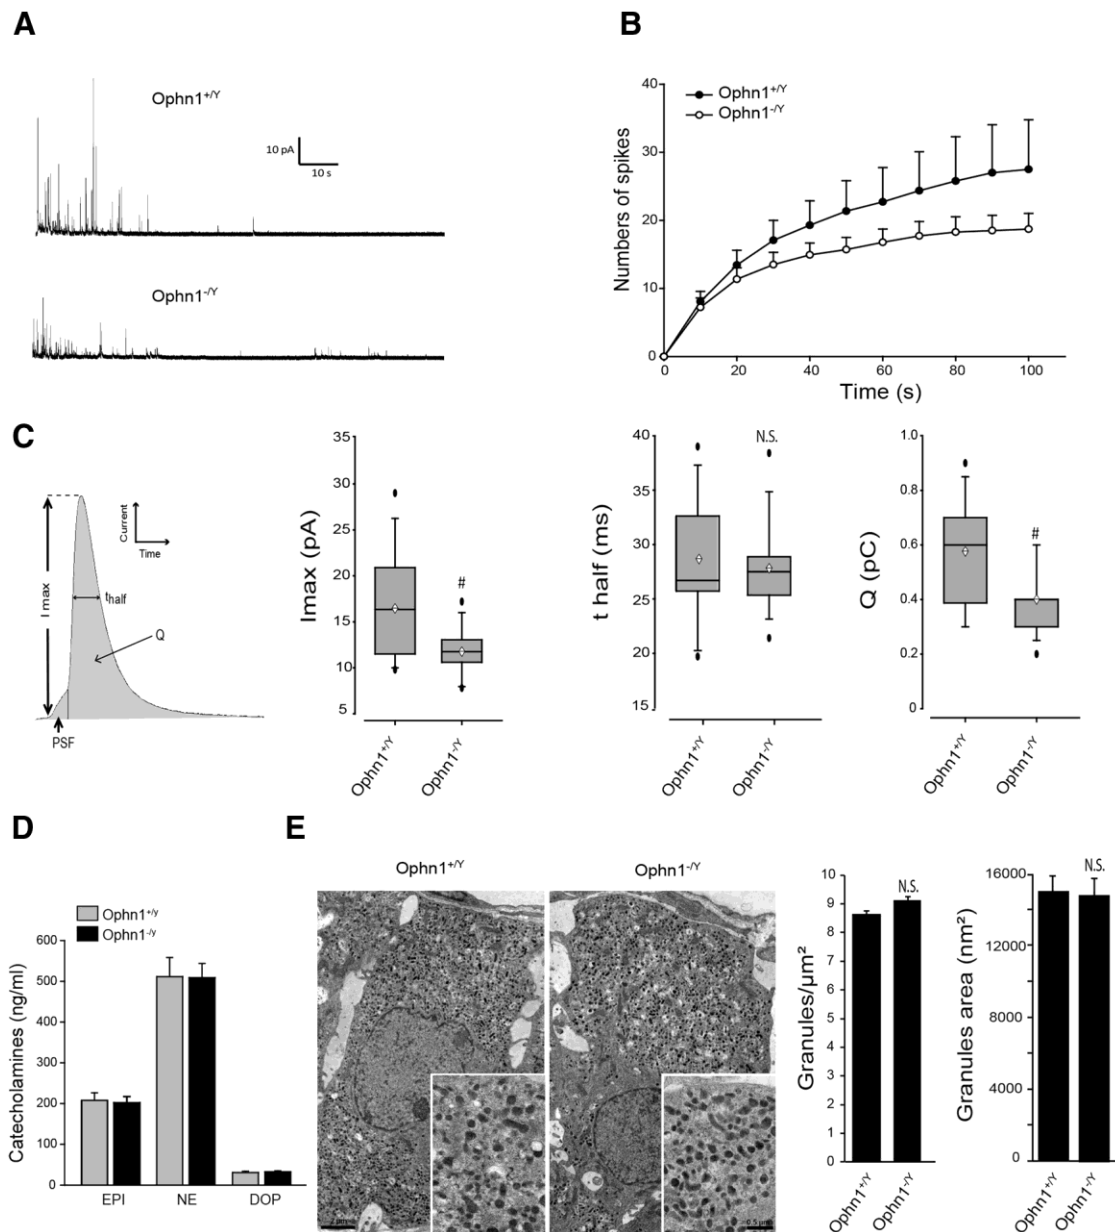 A
Ophn1+/Y
10 pA
10 s
Ophn1-/Y
B
Ophn1+/Y
Ophn1-/Y
Numbers of spikes
40
30
20
10
0
0 20 40 60 80 100
Time (s)
C
I max
Current
Time
t half
Q
PSF
Imax (pA)
35
30
25
20
15
10
5
#
Ophn1+/Y
Ophn1-/Y
t half (ms)
40
35
30
25
20
15
N.S.
Ophn1+/Y
Ophn1-/Y
Q (pC)
1.0
0.8
0.6
0.4
0.2
0
#
Ophn1+/Y
Ophn1-/Y
D
Ophn1+/y
Ophn1-/y
Catecholamines (ng/ml)
600
500
400
300
200
100
0
EPI NE DOP
E
Ophn1+/Y
Ophn1-/Y
Granules/µm²
10
9
8
7
6
5
4
3
2
1
0
N.S.
Ophn1+/Y
Ophn1-/Y
Granules area (nm²)
16000
14000
12000
8000
4000
0
N.S.
Ophn1+/Y
Ophn1-/Y